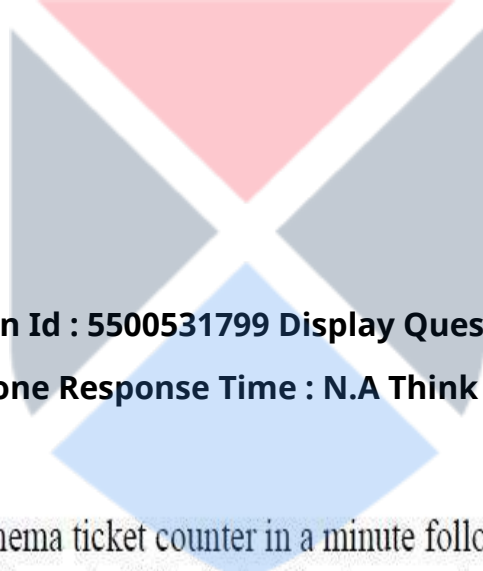 n Id : 5500531799 Display Ques
one Response Time : N.A Think
nema ticket counter in a minute follo